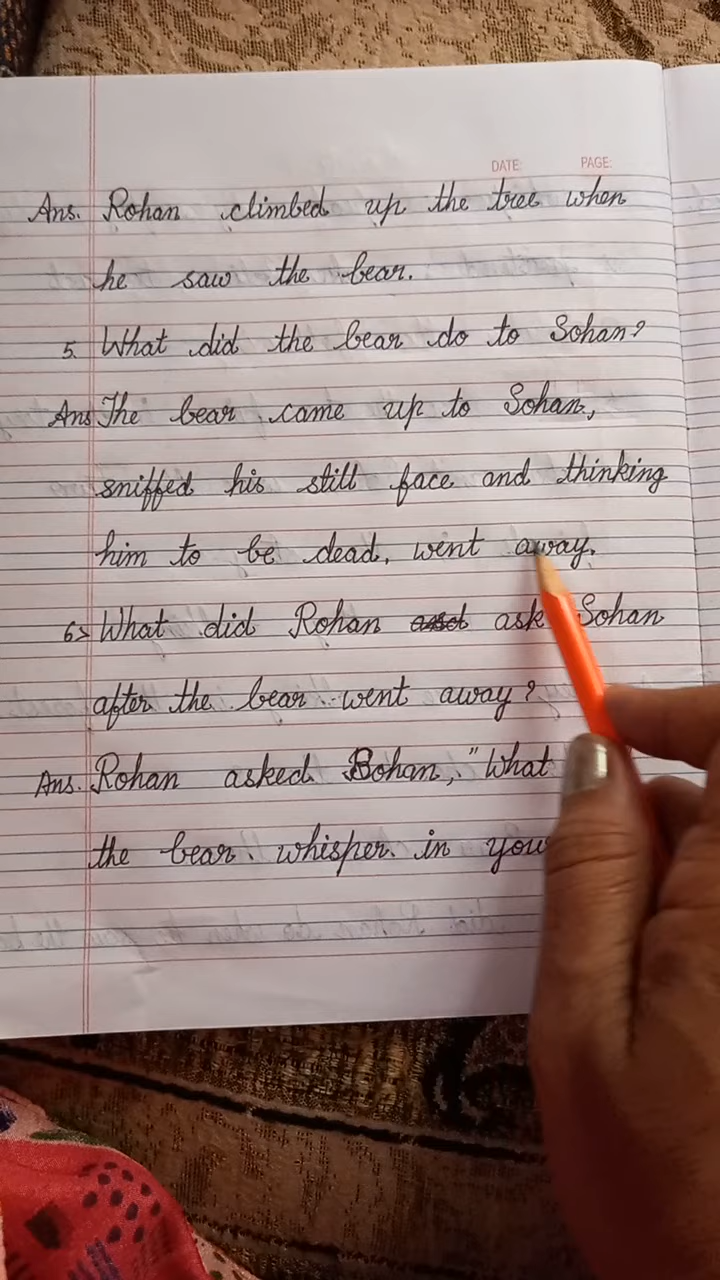 DATE: PAGE:
Ans. Rohan climbed up the tree when
he saw the bear.
5. What did the bear do to Sohan?
Ans The bear came up to Sohan,
sniffed his still face and thinking
him to be dead, went away.
6> What did Rohan ask Sohan
after the bear went away?
Ans. Rohan asked Bohan, "What
the bear whisper in you